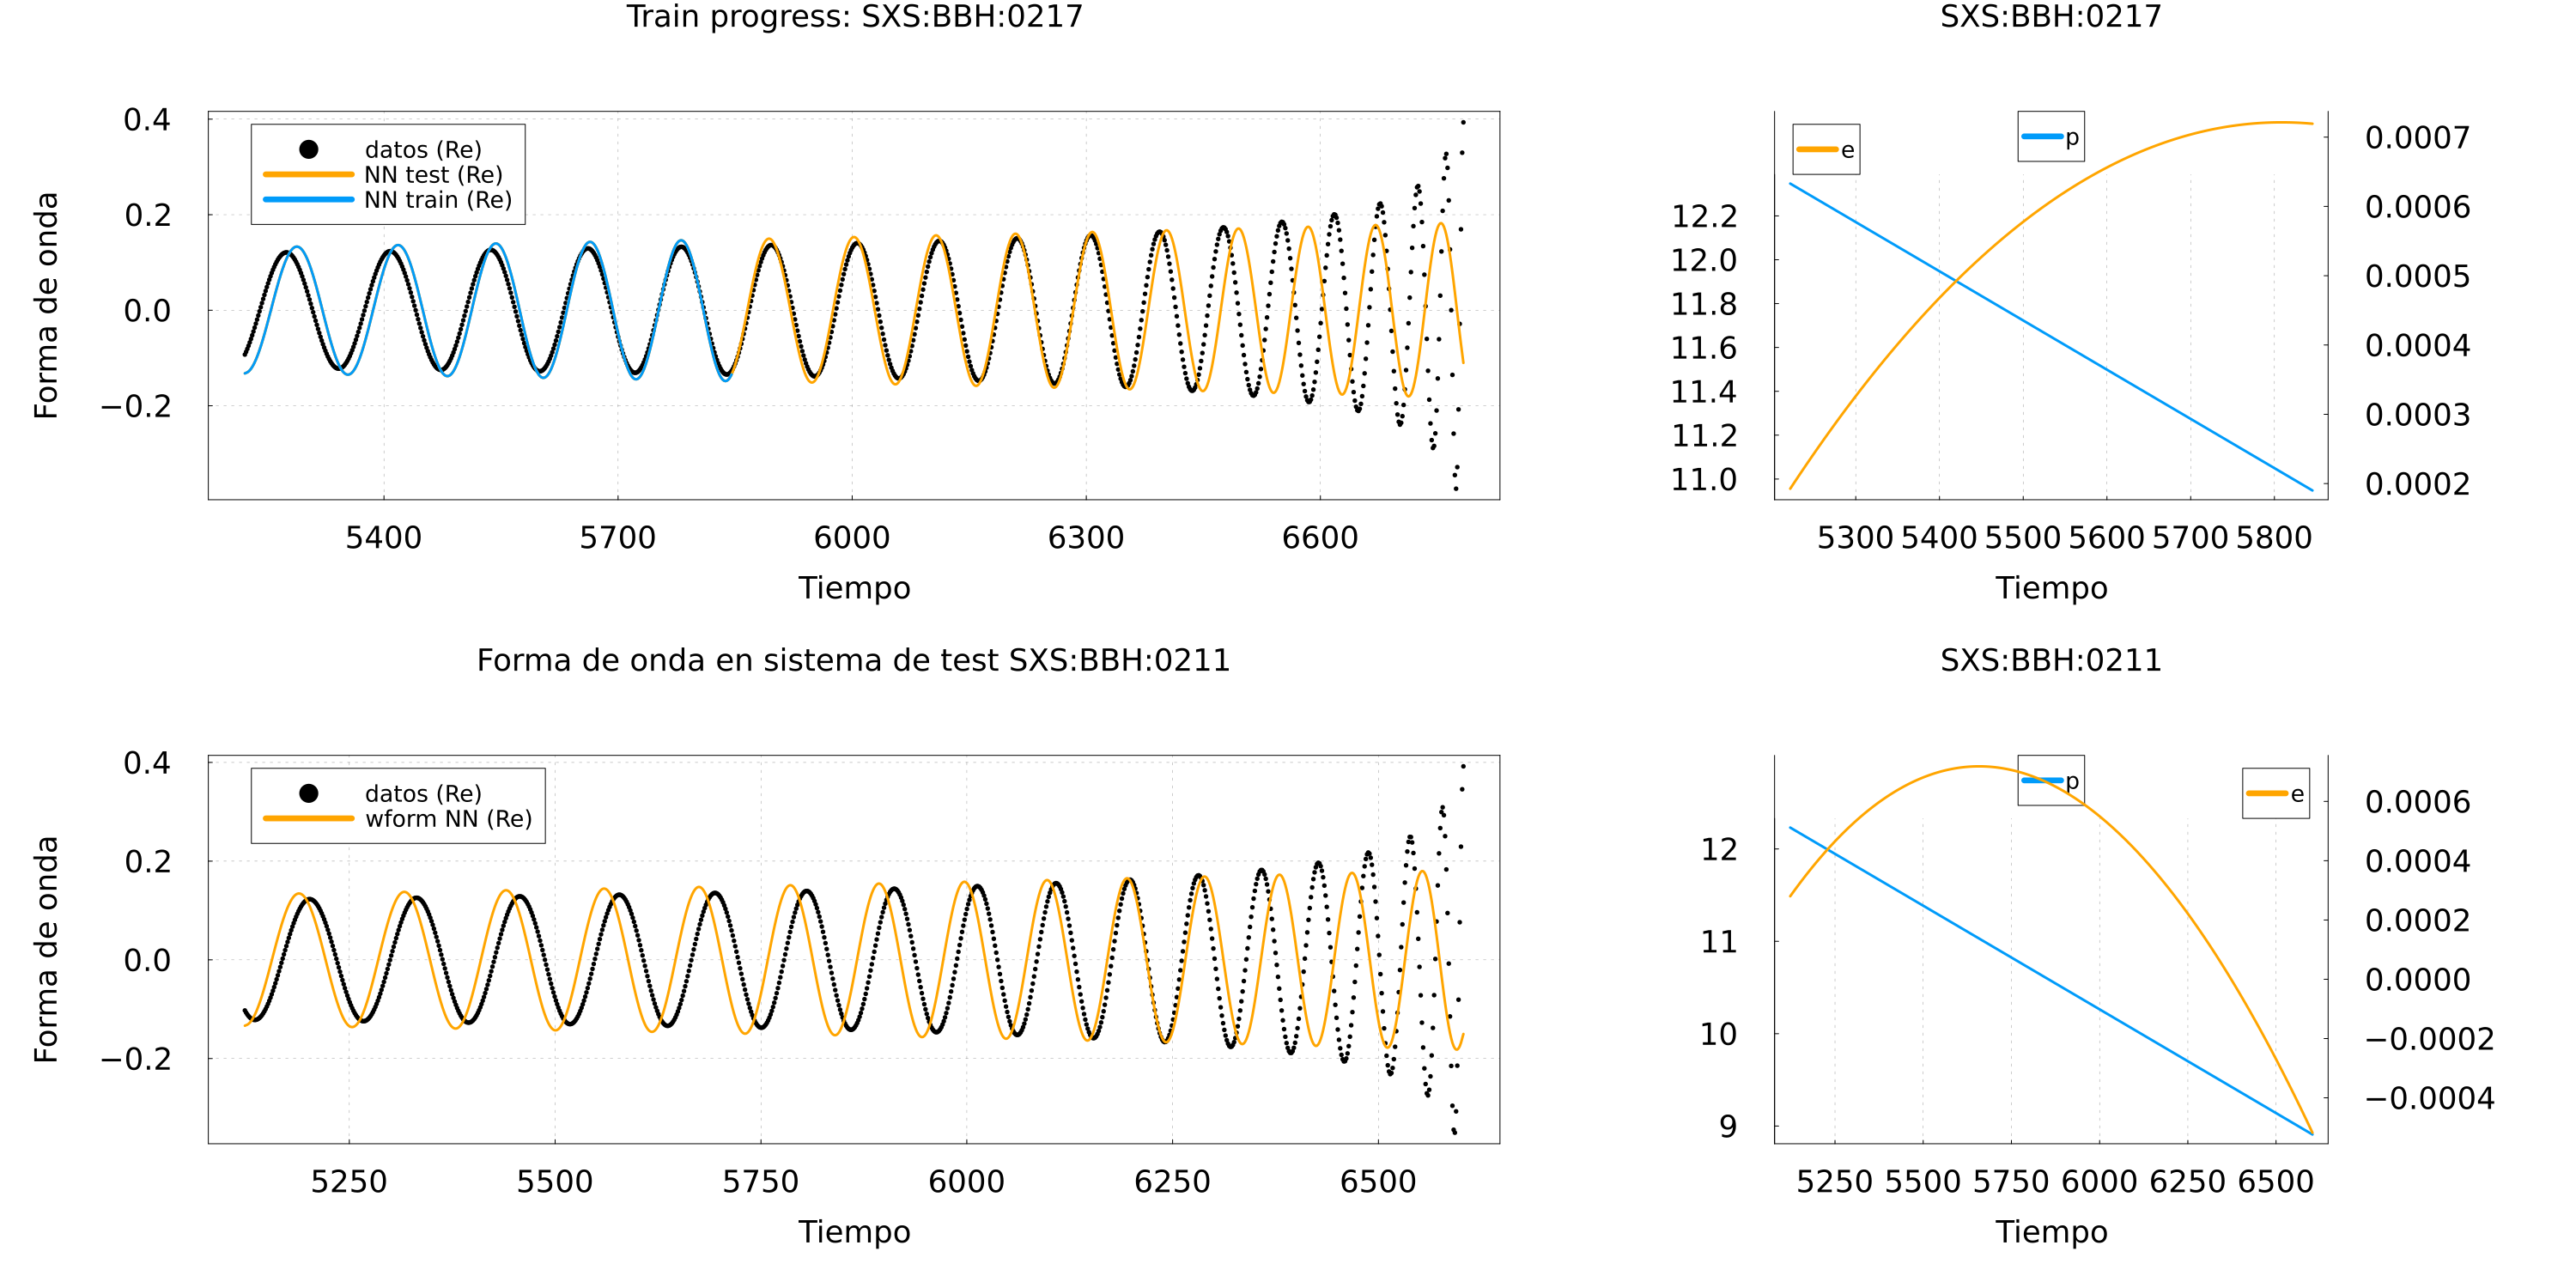 Train progress: SXS:BBH:0217
0.4
0.2
0.0
−0.2
Forma de onda
datos (Re)
NN test (Re)
NN train (Re)
5400 5700 6000 6300 6600
Tiempo
SXS:BBH:0217
e
p
12.2
12.0
11.8
11.6
11.4
11.2
11.0
0.0007
0.0006
0.0005
0.0004
0.0003
0.0002
5300 5400 5500 5600 5700 5800
Tiempo
Forma de onda en sistema de test SXS:BBH:0211
0.4
0.2
0.0
−0.2
Forma de onda
datos (Re)
wform NN (Re)
5250 5500 5750 6000 6250 6500
Tiempo
SXS:BBH:0211
p
e
12
11
10
9
0.0006
0.0004
0.0002
0.0000
−0.0002
−0.0004
5250 5500 5750 6000 6250 6500
Tiempo